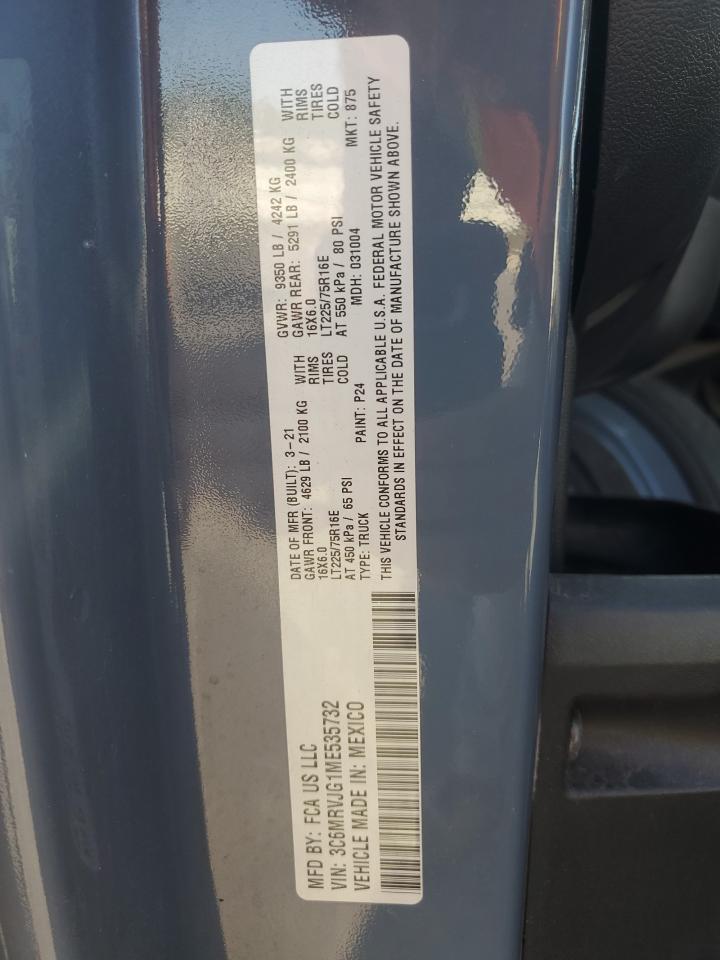 MFD BY: FCA US LLC
VIN: 3C6MRVJG1ME535732
VEHICLE MADE IN: MEXICO
DATE OF MFR (BUILT): 3-21
GAWR FRONT: 4629 LB / 2100 KG WITH
16X6.0 RIMS
LT225/75R16E TIRES
AT 450 kPa / 65 PSI COLD
TYPE: TRUCK PAINT: P24
GVWR: 9350 LB / 4242 KG
GAWR REAR: 5291 LB / 2400 KG WITH
16X6.0 RIMS
LT225/75R16E TIRES
AT 550 kPa / 80 PSI COLD
MDH: 031004 MKT: 875
THIS VEHICLE CONFORMS TO ALL APPLICABLE U.S.A. FEDERAL MOTOR VEHICLE SAFETY
STANDARDS IN EFFECT ON THE DATE OF MANUFACTURE SHOWN ABOVE.